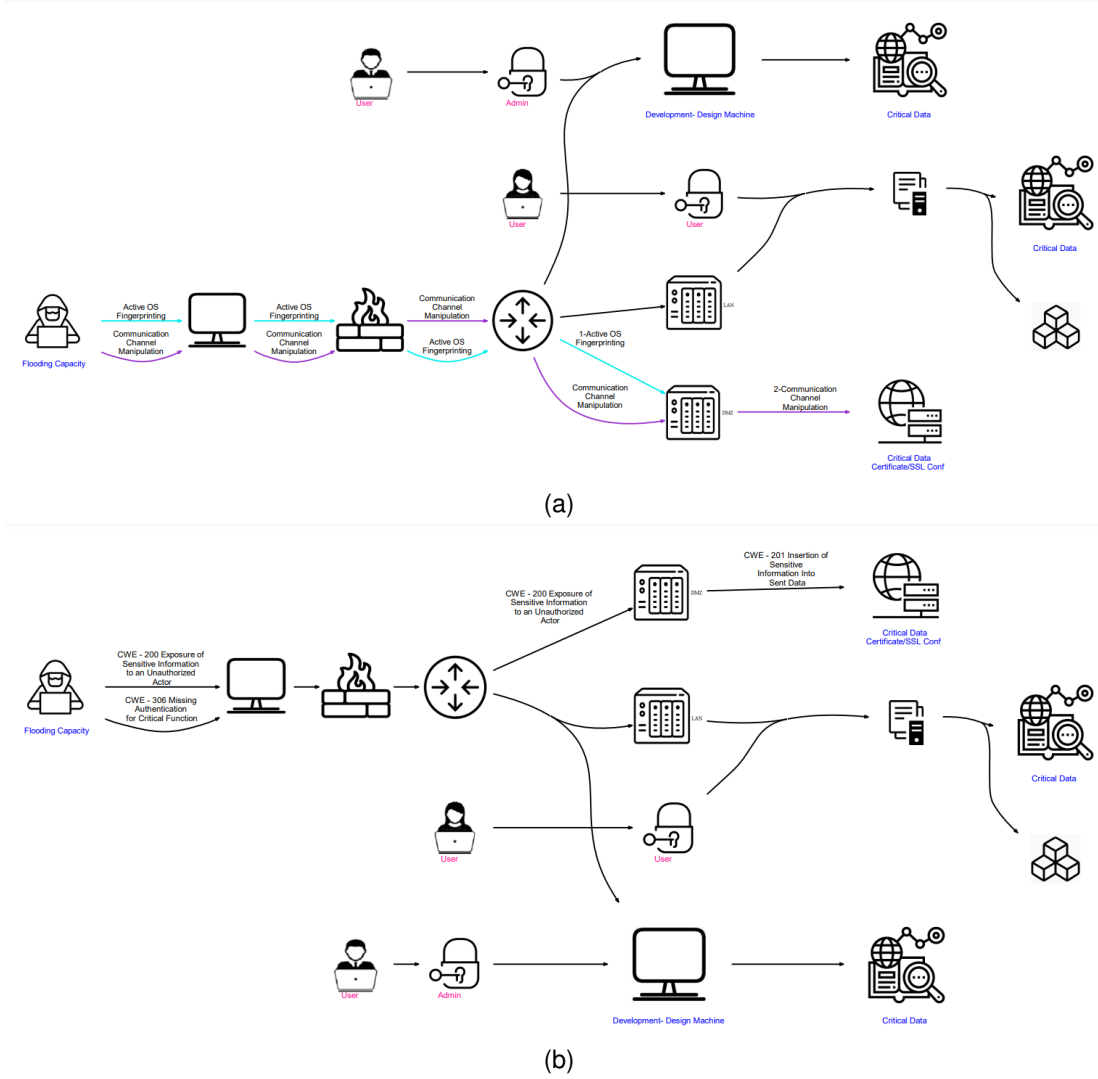 User
Admin
Development- Design Machine
Critical Data
User
User
Critical Data
LAN
Active OS
Fingerprinting
Communication
Channel
Manipulation
Flooding Capacity
Active OS
Fingerprinting
Communication
Channel
Manipulation
Communication
Channel
Manipulation
Active OS
Fingerprinting
1-Active OS
Fingerprinting
Communication
Channel
Manipulation
DMZ
2-Communication
Channel
Manipulation
Critical Data
Certificate/SSL Conf
(a)
CWE - 201 Insertion of
Sensitive
Information Into
Sent Data
CWE - 200 Exposure of
Sensitive Information
to an Unauthorized
Actor
DMZ
Critical Data
Certificate/SSL Conf
CWE - 200 Exposure of
Sensitive Information
to an Unauthorized
Actor
CWE - 306 Missing
Authentication
for Critical Function
Flooding Capacity
LAN
Critical Data
User
User
User
Admin
Development- Design Machine
Critical Data
(b)